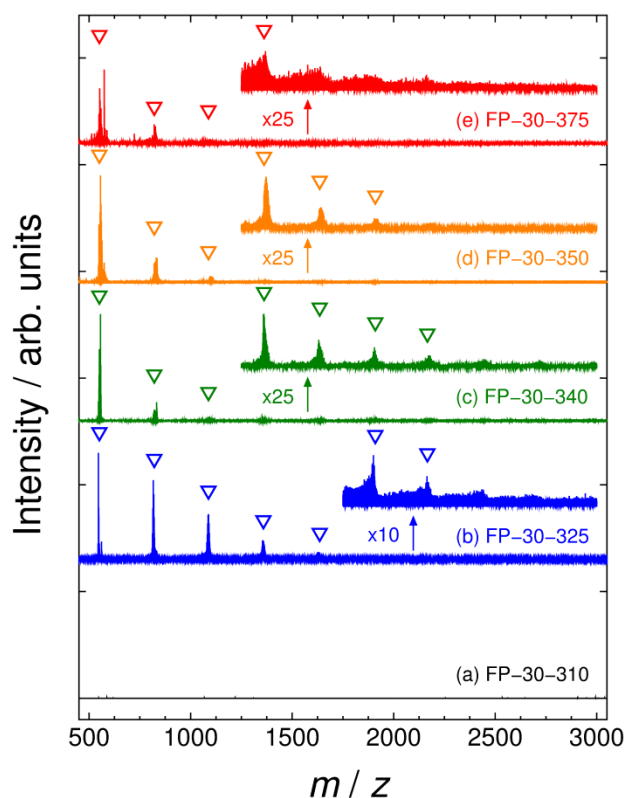 x25
(e) FP-30-375
x25
(d) FP-30-350
x25
(c) FP-30-340
x10
(b) FP-30-325
(a) FP-30-310
Intensity / arb. units
500 1000 1500 2000 2500 3000
m / z